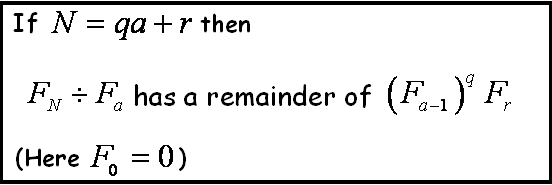 If N = qa + r then
F_N ÷ F_a has a remainder of (F_{a−1})^q F_r
(Here F_0 = 0)